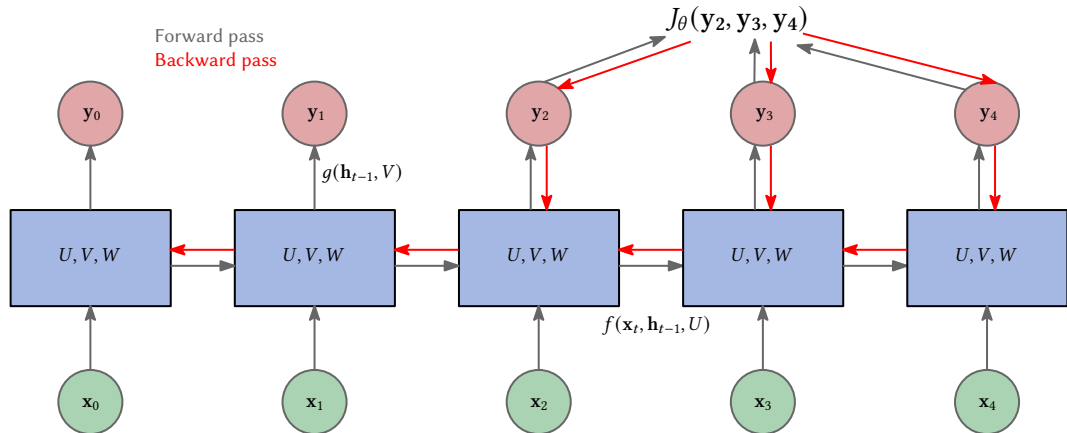 J_θ(y₂, y₃, y₄)
Forward pass
Backward pass
y₀
y₁
y₂
y₃
y₄
g(h_{t−1}, V)
U, V, W
U, V, W
U, V, W
U, V, W
U, V, W
f(x_t, h_{t−1}, U)
x₀
x₁
x₂
x₃
x₄